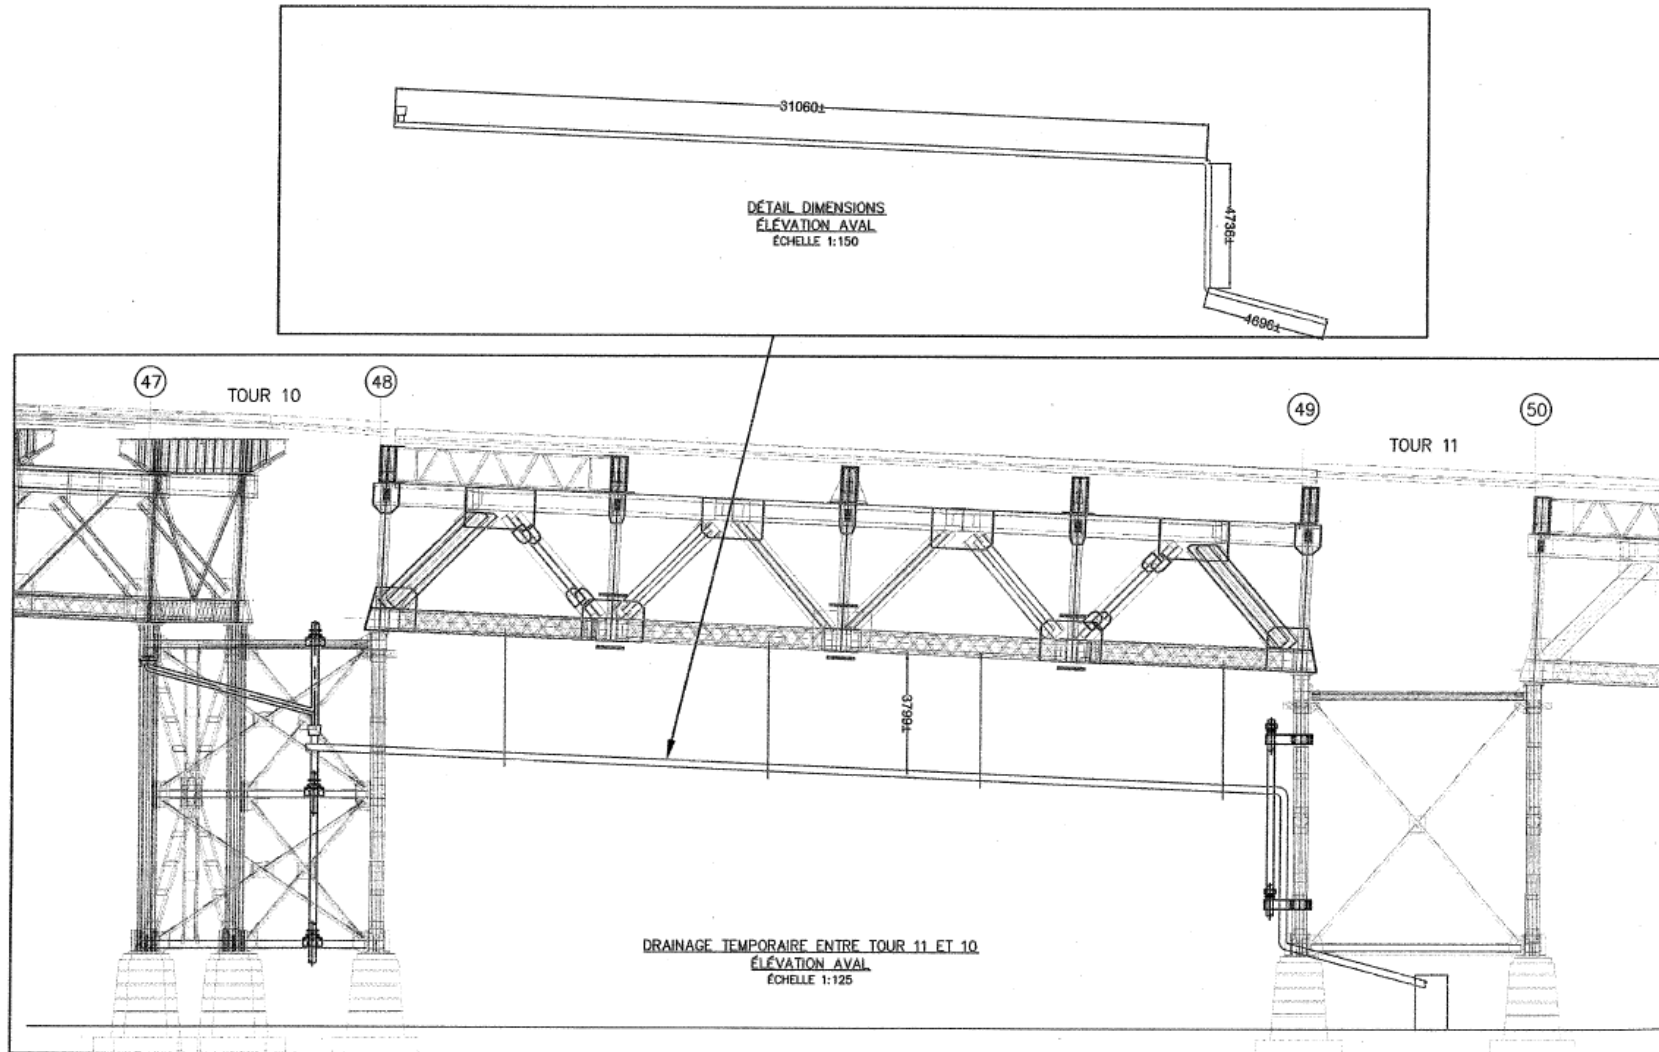 31060±
4736±
4696±
DÉTAIL DIMENSIONS
ÉLÉVATION AVAL
ÉCHELLE 1:150
47
TOUR 10
48
49
TOUR 11
50
3799±
DRAINAGE TEMPORAIRE ENTRE TOUR 11 ET 10
ÉLÉVATION AVAL
ÉCHELLE 1:125